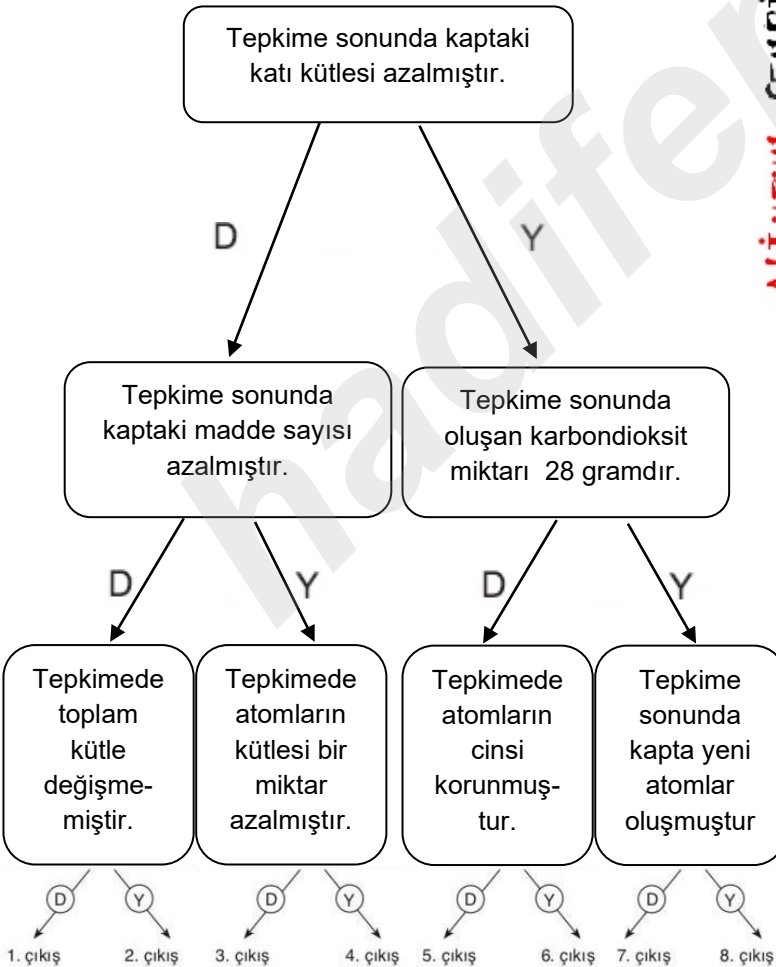 Tepkime sonunda kaptaki
katı kütlesi azalmıştır.
D
Y
Tepkime sonunda
kaptaki madde sayısı
azalmıştır.
Tepkime sonunda
oluşan karbondioksit
miktarı 28 gramdır.
D
Y
D
Y
Tepkimede
toplam
kütle
değişme-
miştir.
Tepkimede
atomların
kütlesi bir
miktar
azalmıştır.
Tepkimede
atomların
cinsi
korunmuş-
tur.
Tepkime
sonunda
kapta yeni
atomlar
oluşmuştur
D Y D Y D Y D Y
1. çıkış 2. çıkış 3. çıkış 4. çıkış 5. çıkış 6. çıkış 7. çıkış 8. çıkış
hadifen